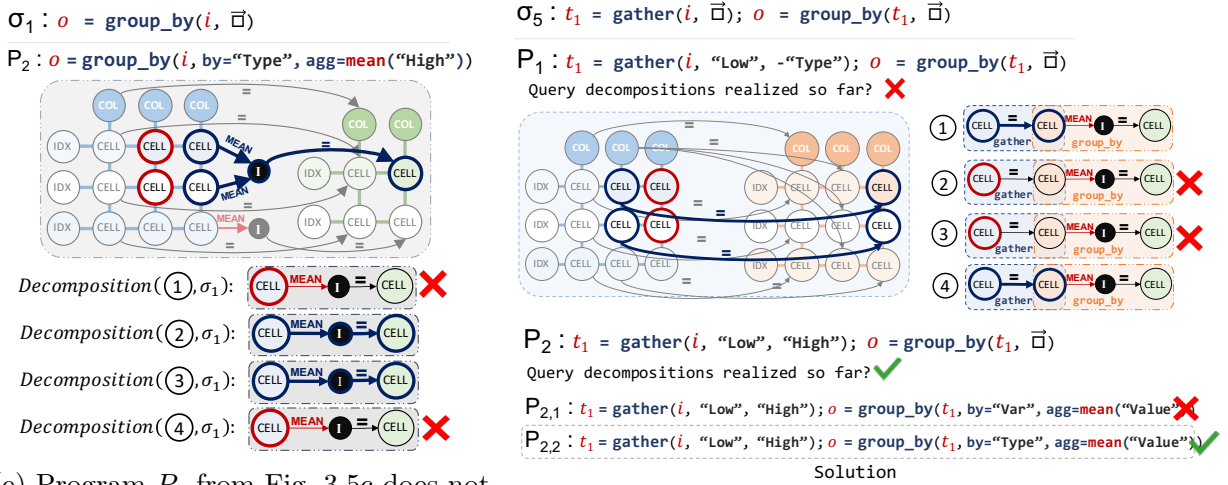 σ₁ : o = group_by(i, □⃗)
P₂ : o = group_by(i, by=“Type”, agg=mean(“High”))
COL COL COL
COL COL
=
=
=
=
=
IDX CELL CELL CELL
MEAN
MEAN
I
IDX CELL CELL
IDX CELL CELL CELL
IDX CELL CELL CELL
MEAN
I
IDX CELL CELL
Decomposition(①,σ₁):
CELL MEAN I = CELL
Decomposition(②,σ₁):
CELL MEAN I = CELL
Decomposition(③,σ₁):
CELL MEAN I = CELL
Decomposition(④,σ₁):
CELL MEAN I = CELL
) Program P from Fig. 3.5c does not
σ₅ : t₁ = gather(i, □⃗); o = group_by(t₁, □⃗)
P₁ : t₁ = gather(i, “Low”, -“Type”); o = group_by(t₁, □⃗)
Query decompositions realized so far?
COL COL COL
COL COL COL
=
=
=
=
=
=
IDX CELL CELL CELL
IDX CELL CELL CELL
IDX CELL CELL CELL
IDX CELL CELL CELL
IDX CELL CELL CELL
IDX CELL CELL CELL
① CELL = CELL MEAN I = CELL
gather group_by
② CELL = CELL MEAN I = CELL
gather group_by
③ CELL = CELL MEAN I = CELL
gather group_by
④ CELL = CELL MEAN I = CELL
gather group_by
P₂ : t₁ = gather(i, “Low”, “High”); o = group_by(t₁, □⃗)
Query decompositions realized so far?
P₂,₁ : t₁ = gather(i, “Low”, “High”); o = group_by(t₁, by=“Var”, agg=mean(“Value”
P₂,₂ : t₁ = gather(i, “Low”, “High”); o = group_by(t₁, by=“Type”, agg=mean(“Value”))
Solution